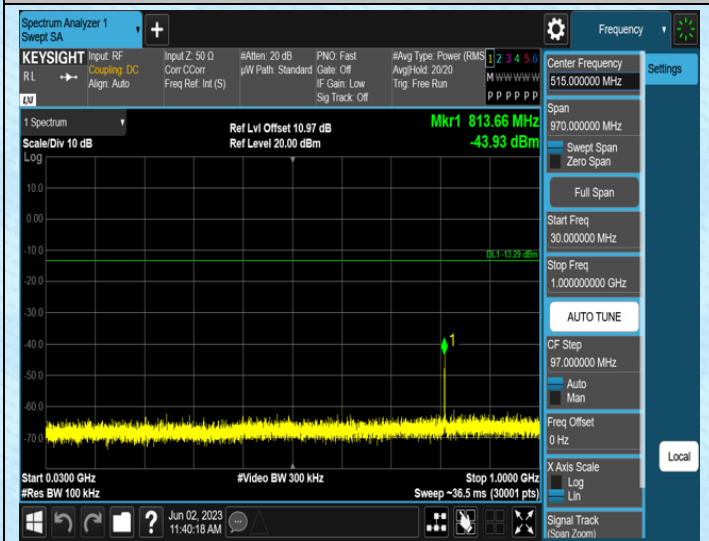 Spectrum Analyzer 1
Swept SA
+
Frequency
KEYSIGHT
RL
LXI
Input: RF
Coupling: DC
Align: Auto
Input Z: 50 Ω
Corr CCorr
Freq Ref: Int (S)
#Atten: 20 dB
µW Path: Standard
PNO: Fast
Gate: Off
IF Gain: Low
Sig Track: Off
#Avg Type: Power (RMS
Avg|Hold: 20/20
Trig: Free Run
1 2 3 4 5 6
M W W W W W
P P P P P P
1 Spectrum
Scale/Div 10 dB
Log
Ref Lvl Offset 10.97 dB
Ref Level 20.00 dBm
Mkr1 813.66 MHz
-43.93 dBm
10.0
0.00
-10.0
-20.0
-30.0
-40.0
-50.0
-60.0
-70.0
DL1 -13.29 dBm
1
Start 0.0300 GHz
#Res BW 100 kHz
#Video BW 300 kHz
Stop 1.0000 GHz
Sweep ~36.5 ms (30001 pts)
?
Jun 02, 2023
11:40:18 AM
Center Frequency
515.000000 MHz
Span
970.000000 MHz
Swept Span
Zero Span
Full Span
Start Freq
30.000000 MHz
Stop Freq
1.000000000 GHz
AUTO TUNE
CF Step
97.000000 MHz
Auto
Man
Freq Offset
0 Hz
X Axis Scale
Log
Lin
Signal Track
(Span Zoom)
Settings
Local